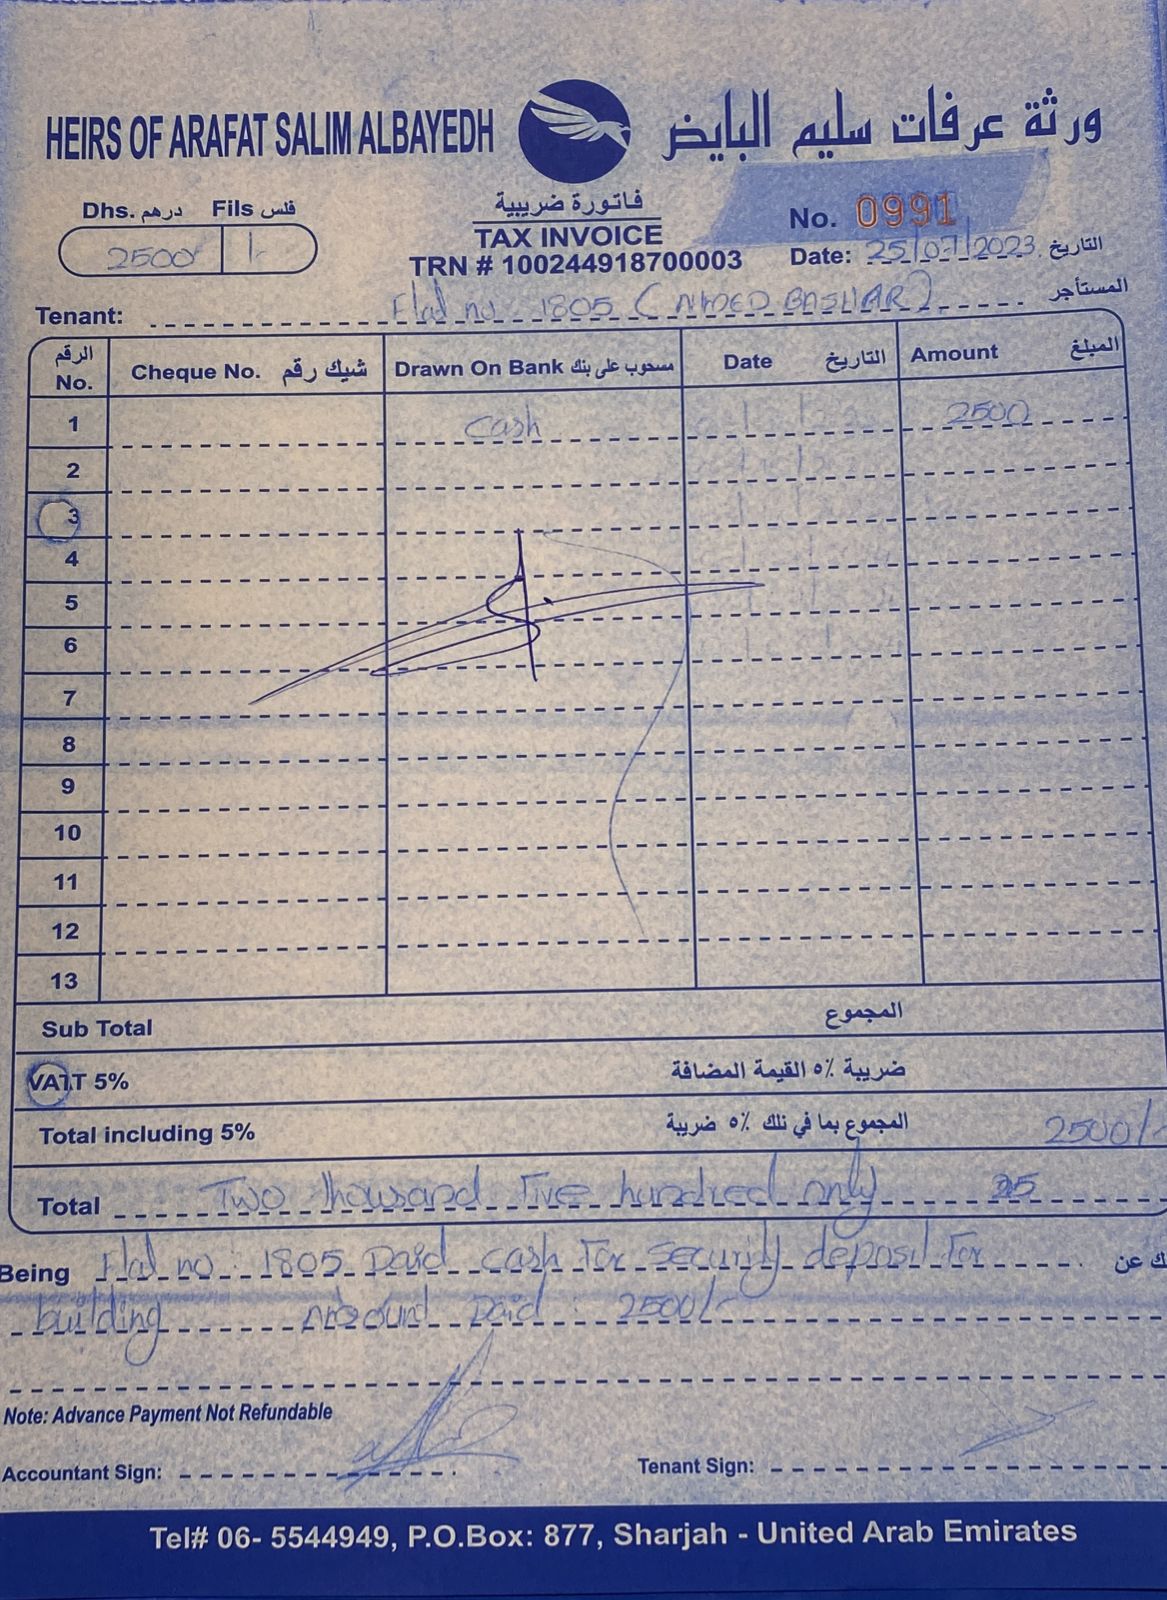 HEIRS OF ARAFAT SALIM ALBAYEDH
ورثة عرفات سليم البايض
Dhs. درهم Fils فلس
2500 /-
فاتورة ضريبية
TAX INVOICE
TRN # 100244918700003
No. 0991
Date: 25/07/2023 التاريخ
Tenant: Flat no 1805 ( BASHAR ) المستأجر
الرقم No. Cheque No. شيك رقم Drawn On Bank مسحوب على بنك Date التاريخ Amount المبلغ
1 Cash 2500
2
3
4
5
6
7
8
9
10
11
12
13
Sub Total المجموع
VATT 5% ضريبة ٥٪ القيمة المضافة
Total including 5% المجموع بما في تلك ٥٪ ضريبة 2500/-
Total Two thousand Five hundred only
Being Flat no : 1805 Paid cash For Security deposit For ك عن
building Amount Paid : 2500/-
Note: Advance Payment Not Refundable
Accountant Sign:
Tenant Sign:
Tel# 06- 5544949, P.O.Box: 877, Sharjah - United Arab Emirates